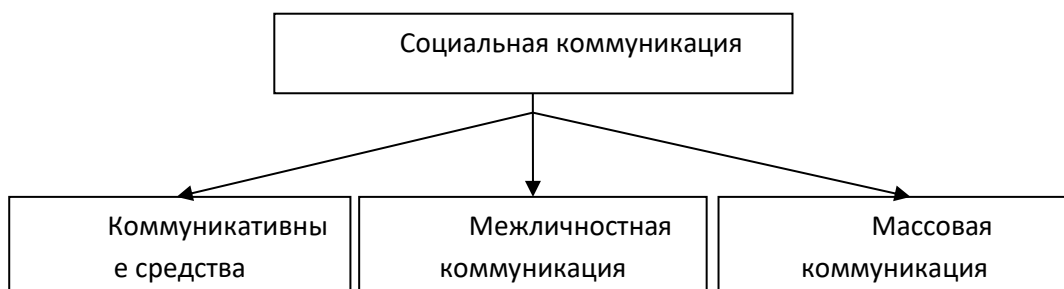 Социальная коммуникация
Коммуникативны
е средства
Межличностная
коммуникация
Массовая
коммуникация